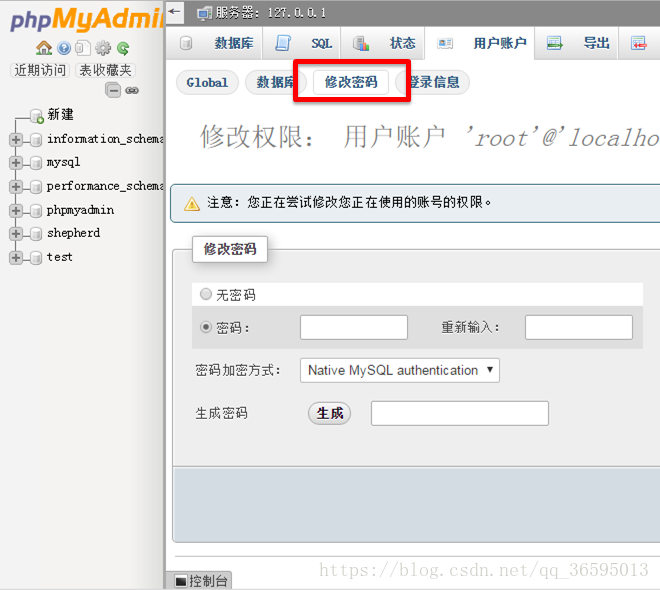 phpMyAdmin
近期访问 表收藏夹
新建
information_schema
mysql
performance_schema
phpmyadmin
shepherd
test
服务器: 127.0.0.1
数据库 SQL 状态 用户账户 导出
Global 数据库 修改密码 登录信息
修改权限： 用户账户 'root'@'localho
注意：您正在尝试修改您正在使用的账号的权限。
修改密码
无密码
密码： 重新输入：
密码加密方式： Native MySQL authentication
生成密码 生成
https://blog.csdn.net/qq_36595013
控制台